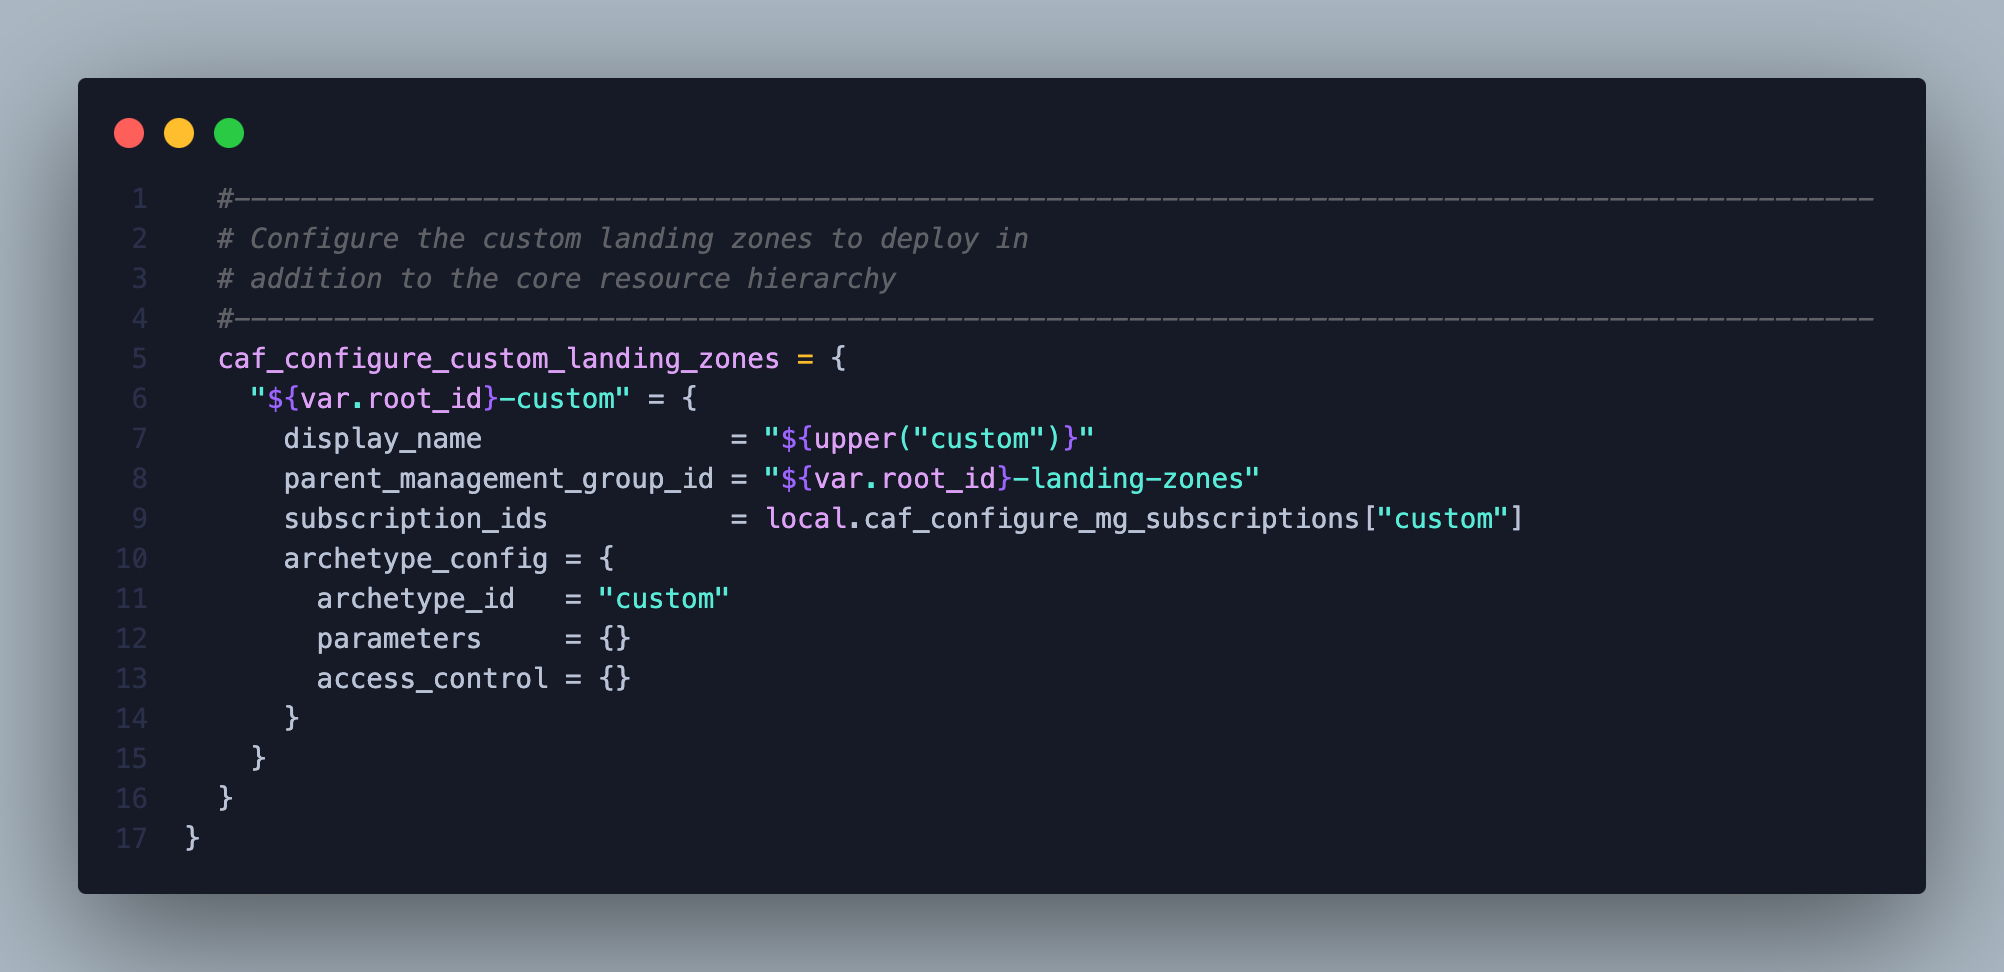 1 #----------------------------------------------------------------------------------------------------
2 # Configure the custom landing zones to deploy in
3 # addition to the core resource hierarchy
4 #----------------------------------------------------------------------------------------------------
5 caf_configure_custom_landing_zones = {
6 "${var.root_id}-custom" = {
7 display_name = "${upper("custom")}"
8 parent_management_group_id = "${var.root_id}-landing-zones"
9 subscription_ids = local.caf_configure_mg_subscriptions["custom"]
10 archetype_config = {
11 archetype_id = "custom"
12 parameters = {}
13 access_control = {}
14 }
15 }
16 }
17 }